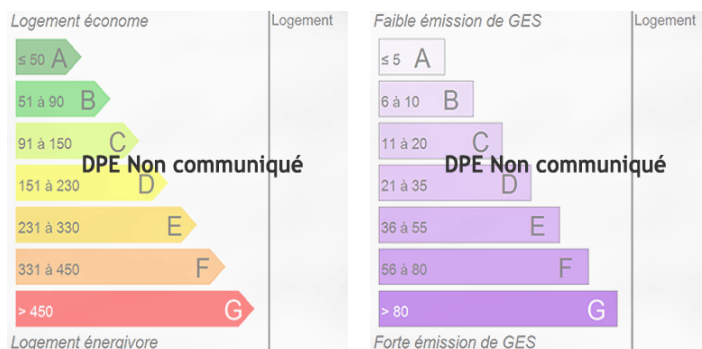 Logement économe Logement
≤ 50 A
51 à 90 B
91 à 150 C
DPE Non communiqué
151 à 230 D
231 à 330 E
331 à 450 F
> 450 G
Logement énergivore
Faible émission de GES Logement
≤ 5 A
6 à 10 B
11 à 20 C
DPE Non communiqué
21 à 35 D
36 à 55 E
56 à 80 F
> 80 G
Forte émission de GES